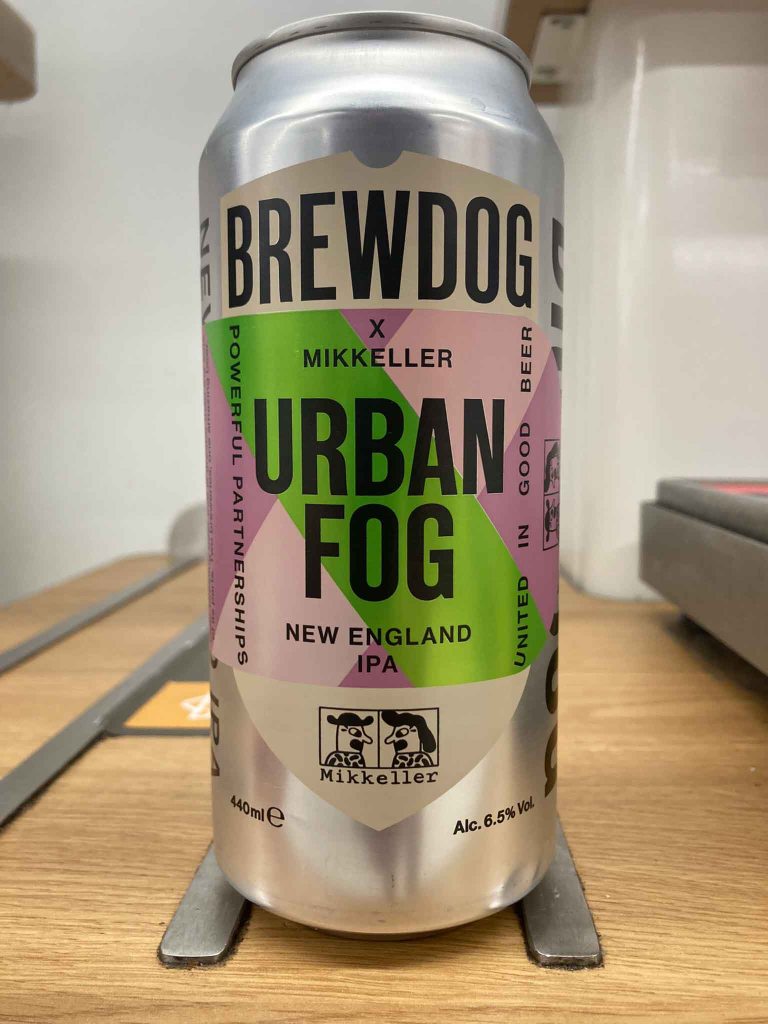 BREWDOG
X
MIKKELLER
POWERFUL PARTNERSHIPS
UNITED IN GOOD BEER
URBAN
FOG
NEW ENGLAND
IPA
Mikkeller
440ml e
Alc. 6.5% Vol.